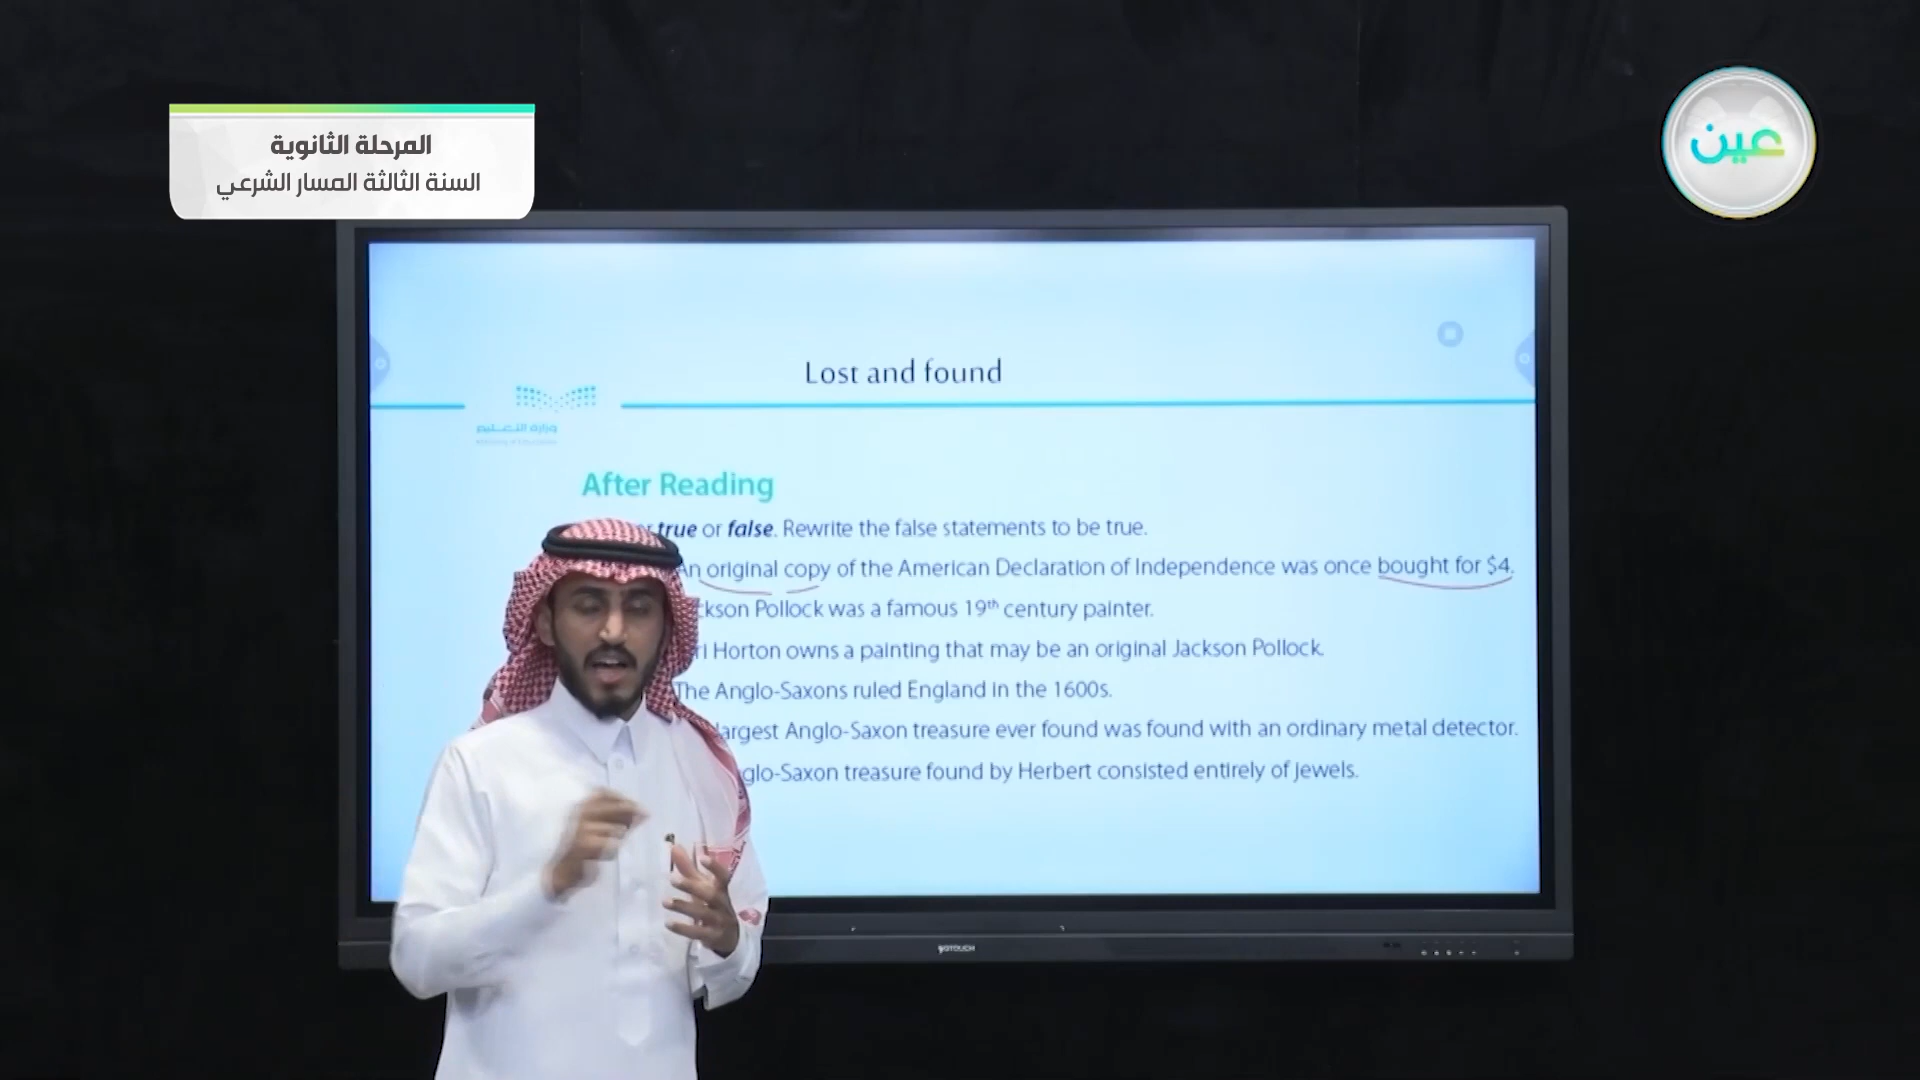 المرحلة الثانوية
السنة الثالثة المسار الشرعي
عين
Lost and found
وزارة التعليم
After Reading
true or false. Rewrite the false statements to be true.
An original copy of the American Declaration of Independence was once bought for $4.
Pollock was a famous 19th century painter.
Horton owns a painting that may be an original Jackson Pollock.
The Anglo-Saxons ruled England in the 1600s.
largest Anglo-Saxon treasure ever found was found with an ordinary metal detector.
treasure found by Herbert consisted entirely of jewels.